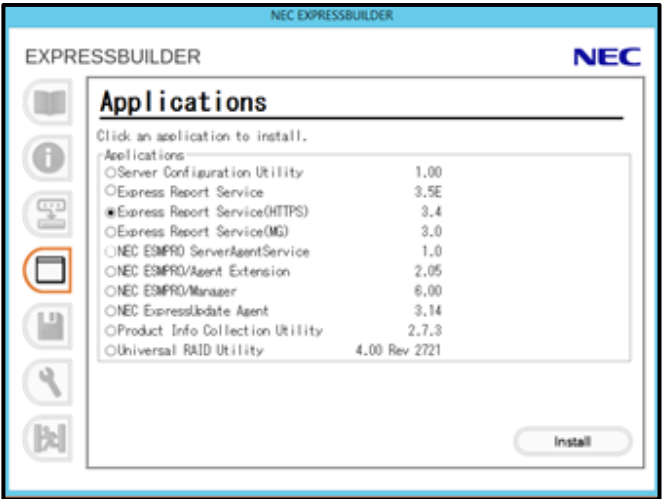 NEC EXPRESSBUILDER
EXPRESSBUILDER
NEC
Applications
Click an application to install.
Applications
Server Configuration Utility 1.00
Express Report Service 3.5E
Express Report Service(HTTPS) 3.4
Express Report Service(MG) 3.0
NEC ESMPRO ServerAgentService 1.0
NEC ESMPRO/Agent Extension 2.05
NEC ESMPRO/Manager 6.00
NEC ExpressUpdate Agent 3.14
Product Info Collection Utility 2.7.3
Universal RAID Utility 4.00 Rev 2721
Install